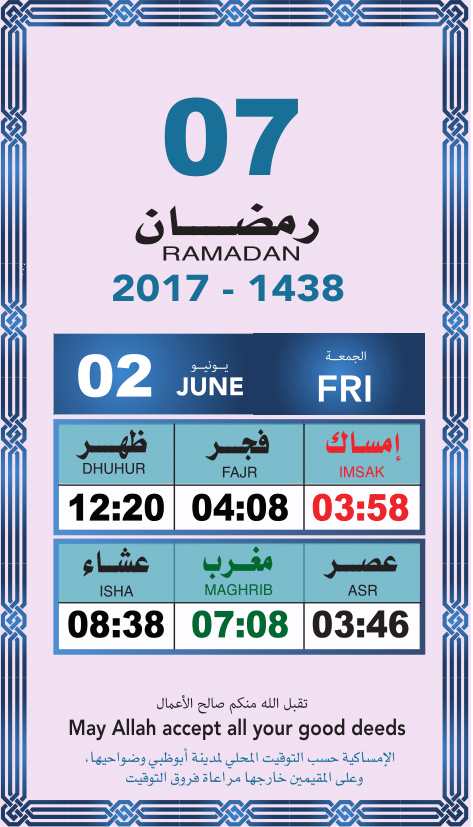 07
رمضان
RAMADAN
2017 - 1438
02 يونيو JUNE
الجمعة FRI
ظهر فجر إمساك
DHUHUR FAJR IMSAK
12:20 04:08 03:58
عشاء مغرب عصر
ISHA MAGHRIB ASR
08:38 07:08 03:46
تقبل الله منكم صالح الأعمال
May Allah accept all your good deeds
الإمساكية حسب التوقيت المحلي لمدينة أبوظبي وضواحيها،
وعلى المقيمين خارجها مراعاة فروق التوقيت